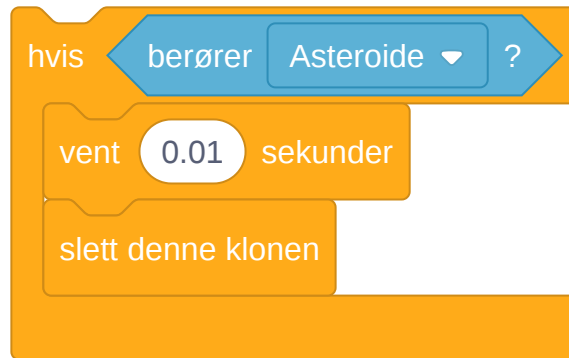 hvis berører Asteroide ?
vent 0.01 sekunder
slett denne klonen